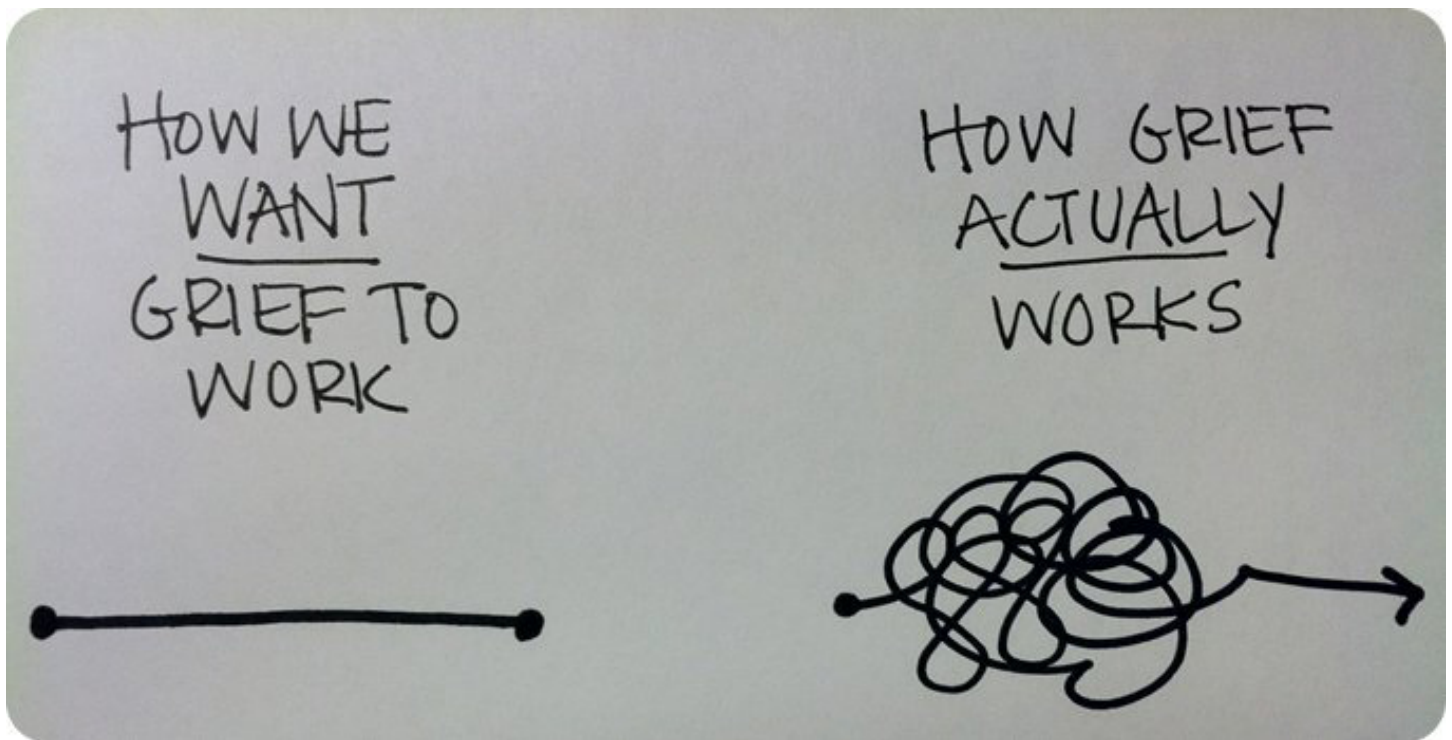 HOW WE
WANT
GRIEF TO
WORK
HOW GRIEF
ACTUALLY
WORKS